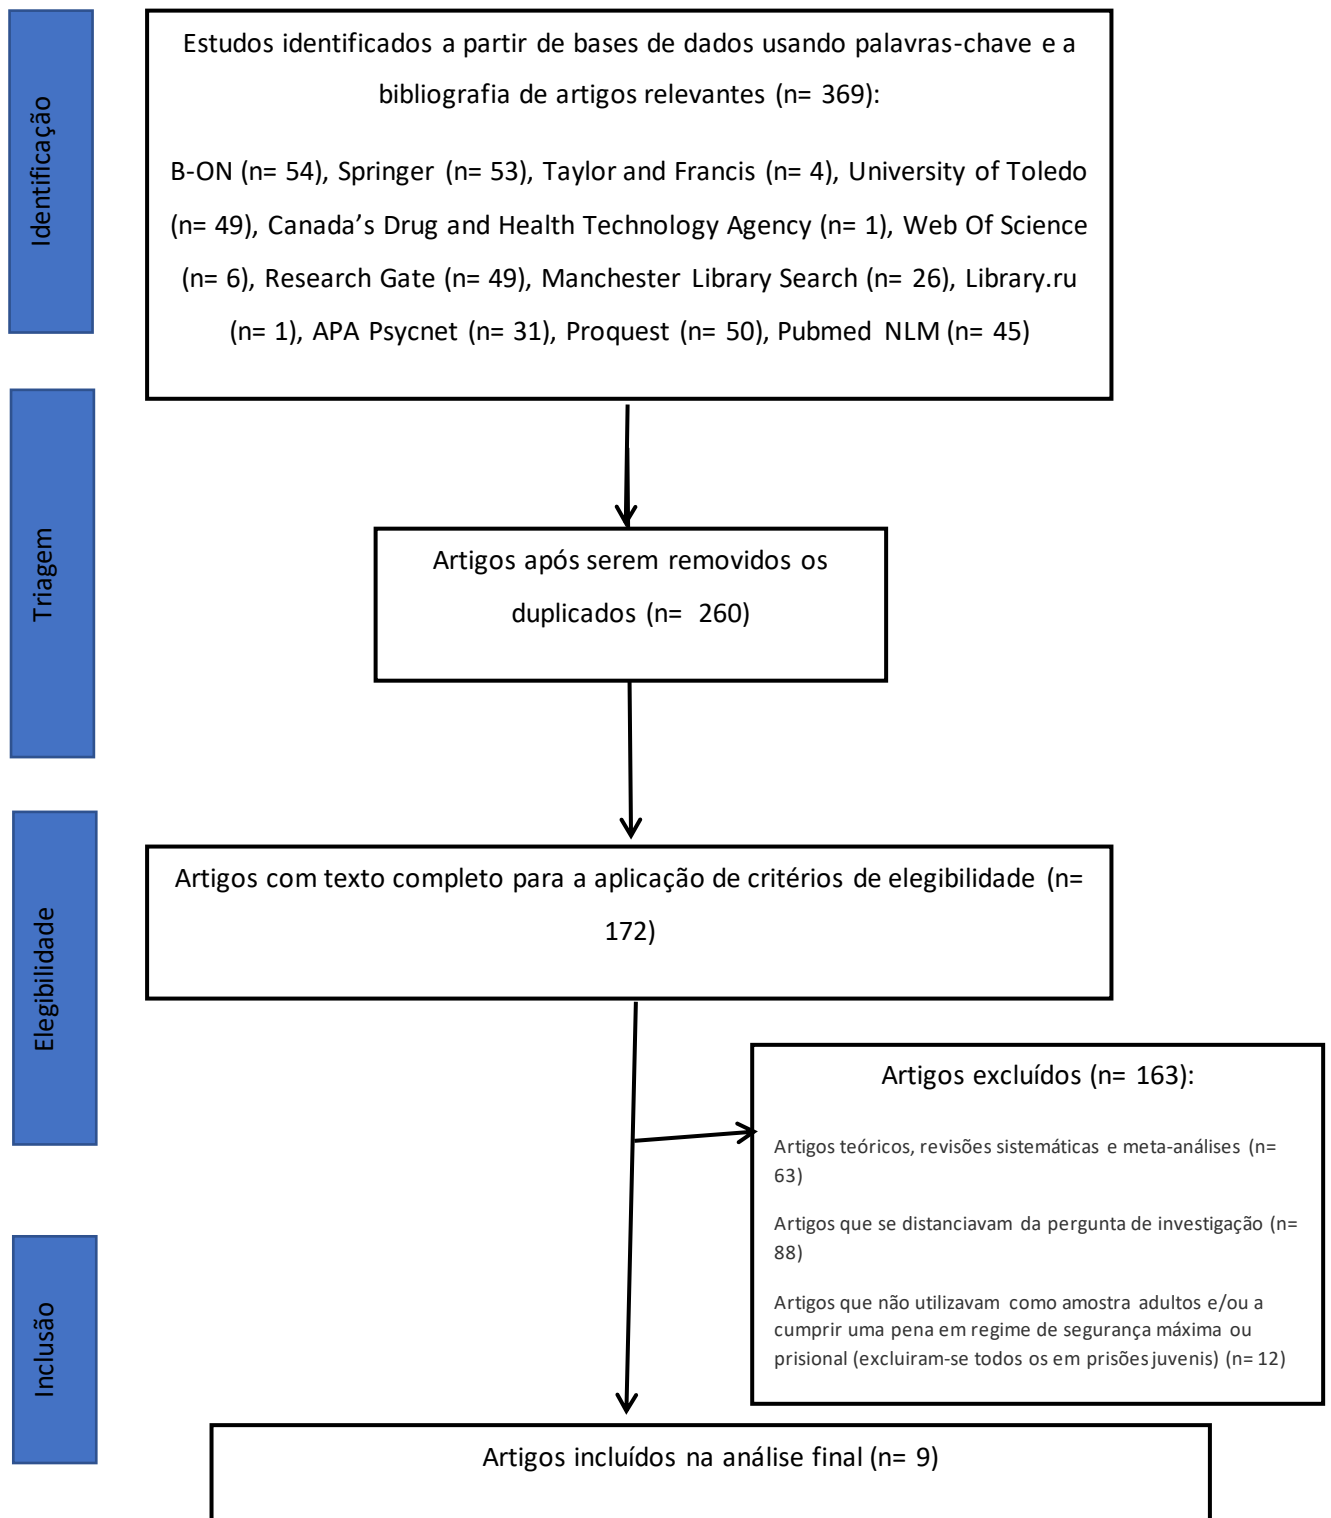 Identificação
Estudos identificados a partir de bases de dados usando palavras-chave e a
bibliografia de artigos relevantes (n= 369):
B-ON (n= 54), Springer (n= 53), Taylor and Francis (n= 4), University of Toledo
(n= 49), Canada’s Drug and Health Technology Agency (n= 1), Web Of Science
(n= 6), Research Gate (n= 49), Manchester Library Search (n= 26), Library.ru
(n= 1), APA Psycnet (n= 31), Proquest (n= 50), Pubmed NLM (n= 45)
Triagem
Artigos após serem removidos os
duplicados (n= 260)
Elegibilidade
Artigos com texto completo para a aplicação de critérios de elegibilidade (n=
172)
Artigos excluídos (n= 163):
Artigos teóricos, revisões sistemáticas e meta-análises (n=
63)
Artigos que se distanciavam da pergunta de investigação (n=
88)
Artigos que não utilizavam como amostra adultos e/ou a
cumprir uma pena em regime de segurança máxima ou
prisional (excluiram-se todos os em prisões juvenis) (n= 12)
Inclusão
Artigos incluídos na análise final (n= 9)